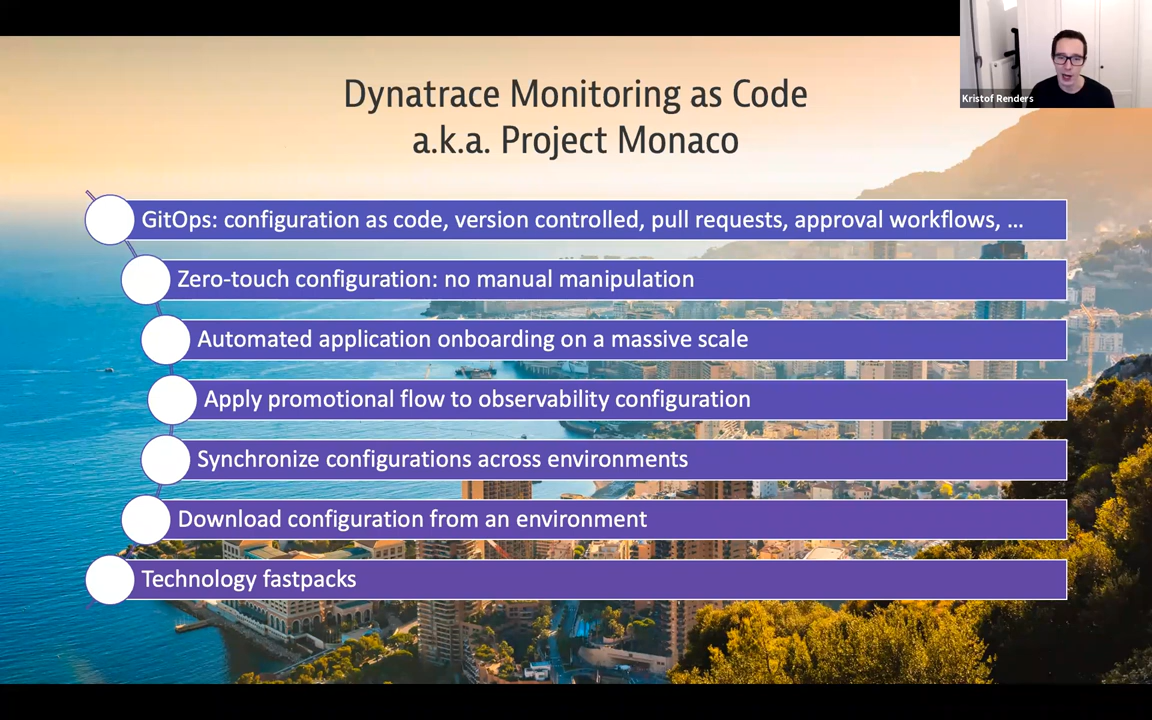 Kristof Renders
Dynatrace Monitoring as Code
a.k.a. Project Monaco
GitOps: configuration as code, version controlled, pull requests, approval workflows, ...
Zero-touch configuration: no manual manipulation
Automated application onboarding on a massive scale
Apply promotional flow to observability configuration
Synchronize configurations across environments
Download configuration from an environment
Technology fastpacks